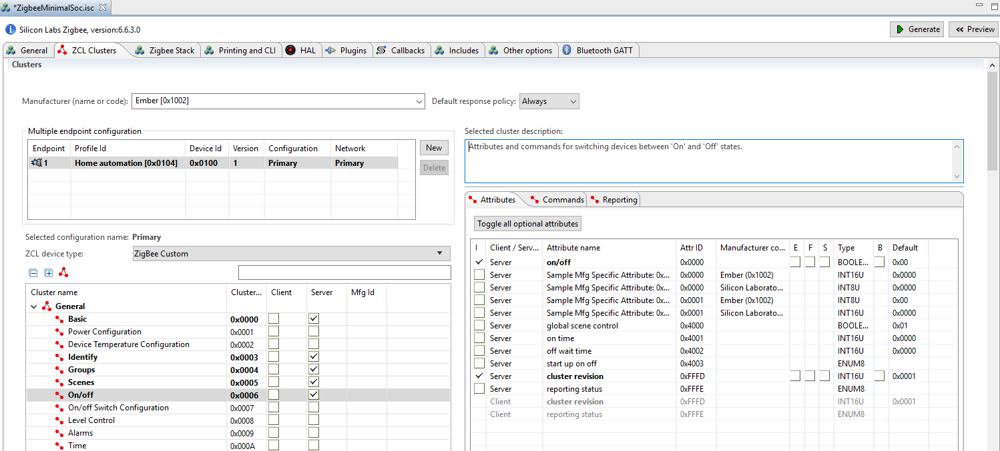 *ZigbeeMinimalSoc.isc
Silicon Labs Zigbee, version:6.6.3.0
Generate
Preview
General ZCL Clusters Zigbee Stack Printing and CLI HAL Plugins Callbacks Includes Other options Bluetooth GATT
Clusters
Manufacturer (name or code): Ember [0x1002] Default response policy: Always
Multiple endpoint configuration
Endpoint Profile Id Device Id Version Configuration Network
1 Home automation [0x0104] 0x0100 1 Primary Primary
New
Delete
Selected configuration name: Primary
ZCL device type: ZigBee Custom
Cluster name Cluster... Client Server Mfg Id
General
Basic 0x0000
Power Configuration 0x0001
Device Temperature Configuration 0x0002
Identify 0x0003
Groups 0x0004
Scenes 0x0005
On/off 0x0006
On/off Switch Configuration 0x0007
Level Control 0x0008
Alarms 0x0009
Time 0x000A
Selected cluster description:
Attributes and commands for switching devices between 'On' and 'Off' states.
Attributes Commands Reporting
Toggle all optional attributes
I Client / Serv... Attribute name Attr ID Manufacturer co... E F S Type B Default
Server on/off 0x0000 BOOLE... 0x00
Server Sample Mfg Specific Attribute: 0x... 0x0000 Ember (0x1002) INT16U 0x0000
Server Sample Mfg Specific Attribute: 0x... 0x0000 Silicon Laborato... INT8U 0x0000
Server Sample Mfg Specific Attribute: 0x... 0x0001 Ember (0x1002) INT8U 0x00
Server Sample Mfg Specific Attribute: 0x... 0x0001 Silicon Laborato... INT16U 0x0000
Server global scene control 0x4000 BOOLE... 0x01
Server on time 0x4001 INT16U 0x0000
Server off wait time 0x4002 INT16U 0x0000
Server start up on off 0x4003 ENUM8
Server cluster revision 0xFFFD INT16U 0x0001
Server reporting status 0xFFFE ENUM8
Client cluster revision 0xFFFD INT16U 0x0001
Client reporting status 0xFFFE ENUM8